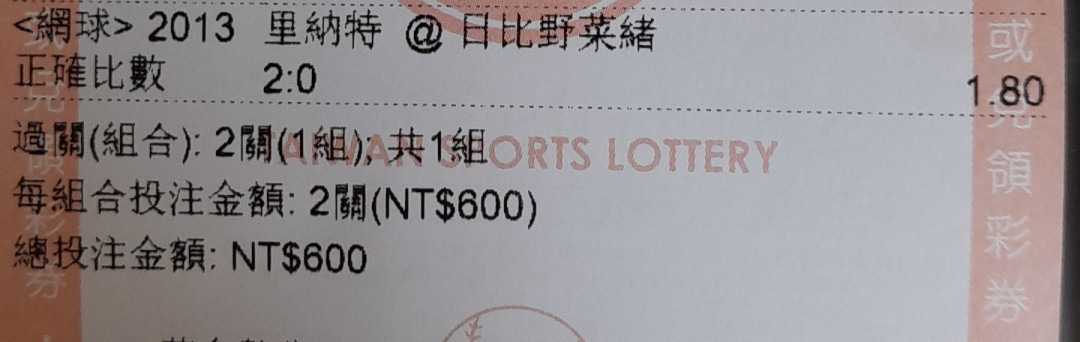 <網球> 2013 里納特 @ 日比野菜緒
正確比數 2:0 1.80
過關(組合): 2關(1組), 共1組
TAIWAN SPORTS LOTTERY
每組合投注金額: 2關(NT$600)
總投注金額: NT$600
或兌領彩券